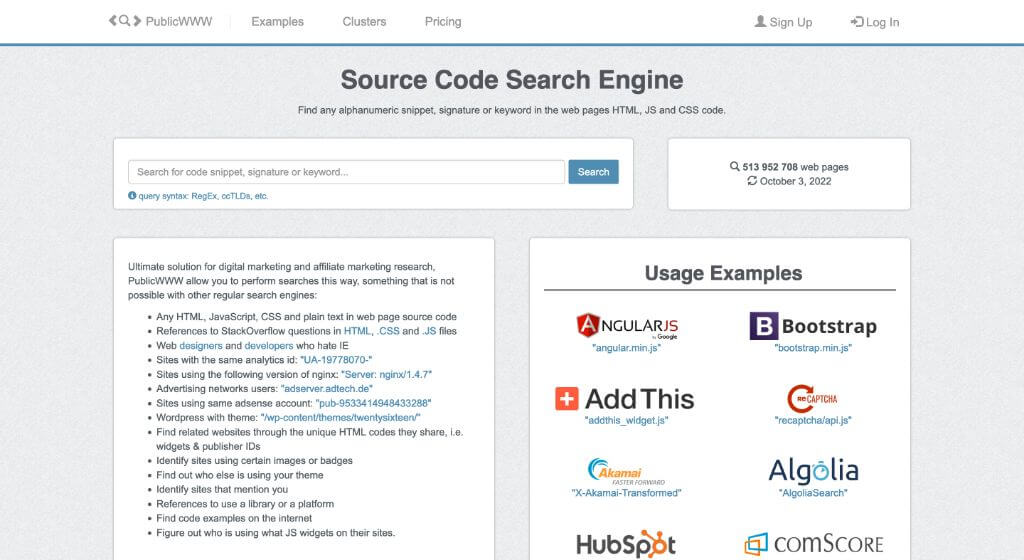 PublicWWW Examples Clusters Pricing Sign Up Log In
Source Code Search Engine
Find any alphanumeric snippet, signature or keyword in the web pages HTML, JS and CSS code.
Search for code snippet, signature or keyword... Search
query syntax: RegEx, ccTLDs, etc.
513 952 708 web pages
October 3, 2022
Ultimate solution for digital marketing and affiliate marketing research,
PublicWWW allow you to perform searches this way, something that is not
possible with other regular search engines:
• Any HTML, JavaScript, CSS and plain text in web page source code
• References to StackOverflow questions in HTML, .CSS and .JS files
• Web designers and developers who hate IE
• Sites with the same analytics id: "UA-19778070-"
• Sites using the following version of nginx: "Server: nginx/1.4.7"
• Advertising networks users: "adserver.adtech.de"
• Sites using same adsense account: "pub-9533414948433288"
• Wordpress with theme: "/wp-content/themes/twentysixteen/"
• Find related websites through the unique HTML codes they share, i.e.
widgets & publisher IDs
• Identify sites using certain images or badges
• Find out who else is using your theme
• Identify sites that mention you
• References to use a library or a platform
• Find code examples on the internet
• Figure out who is using what JS widgets on their sites.
Usage Examples
ANGULARJS
by Google
"angular.min.js"
B Bootstrap
"bootstrap.min.js"
AddThis
"addthis_widget.js"
reCAPTCHA
"recaptcha/api.js"
Akamai
FASTER FORWARD
"X-Akamai-Transformed"
Algolia
"AlgoliaSearch"
HubSpot
comSCORE